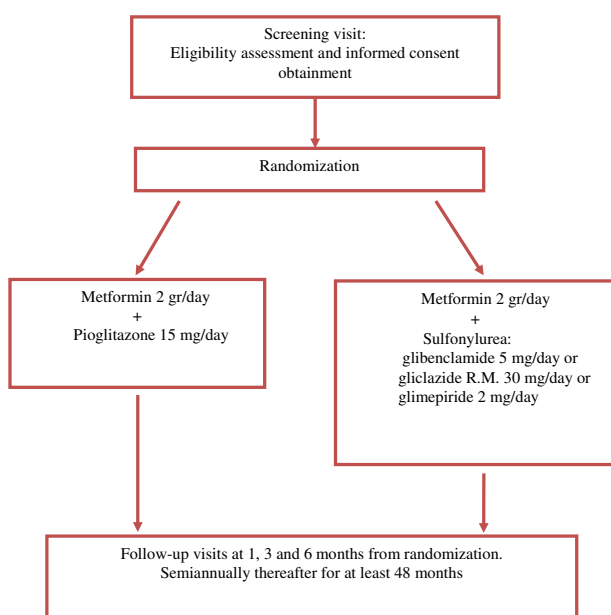 Screening visit:
Eligibility assessment and informed consent
obtainment
Randomization
Metformin 2 gr/day
+
Pioglitazone 15 mg/day
Metformin 2 gr/day
+
Sulfonylurea:
glibenclamide 5 mg/day or
gliclazide R.M. 30 mg/day or
glimepiride 2 mg/day
Follow-up visits at 1, 3 and 6 months from randomization.
Semiannually thereafter for at least 48 months